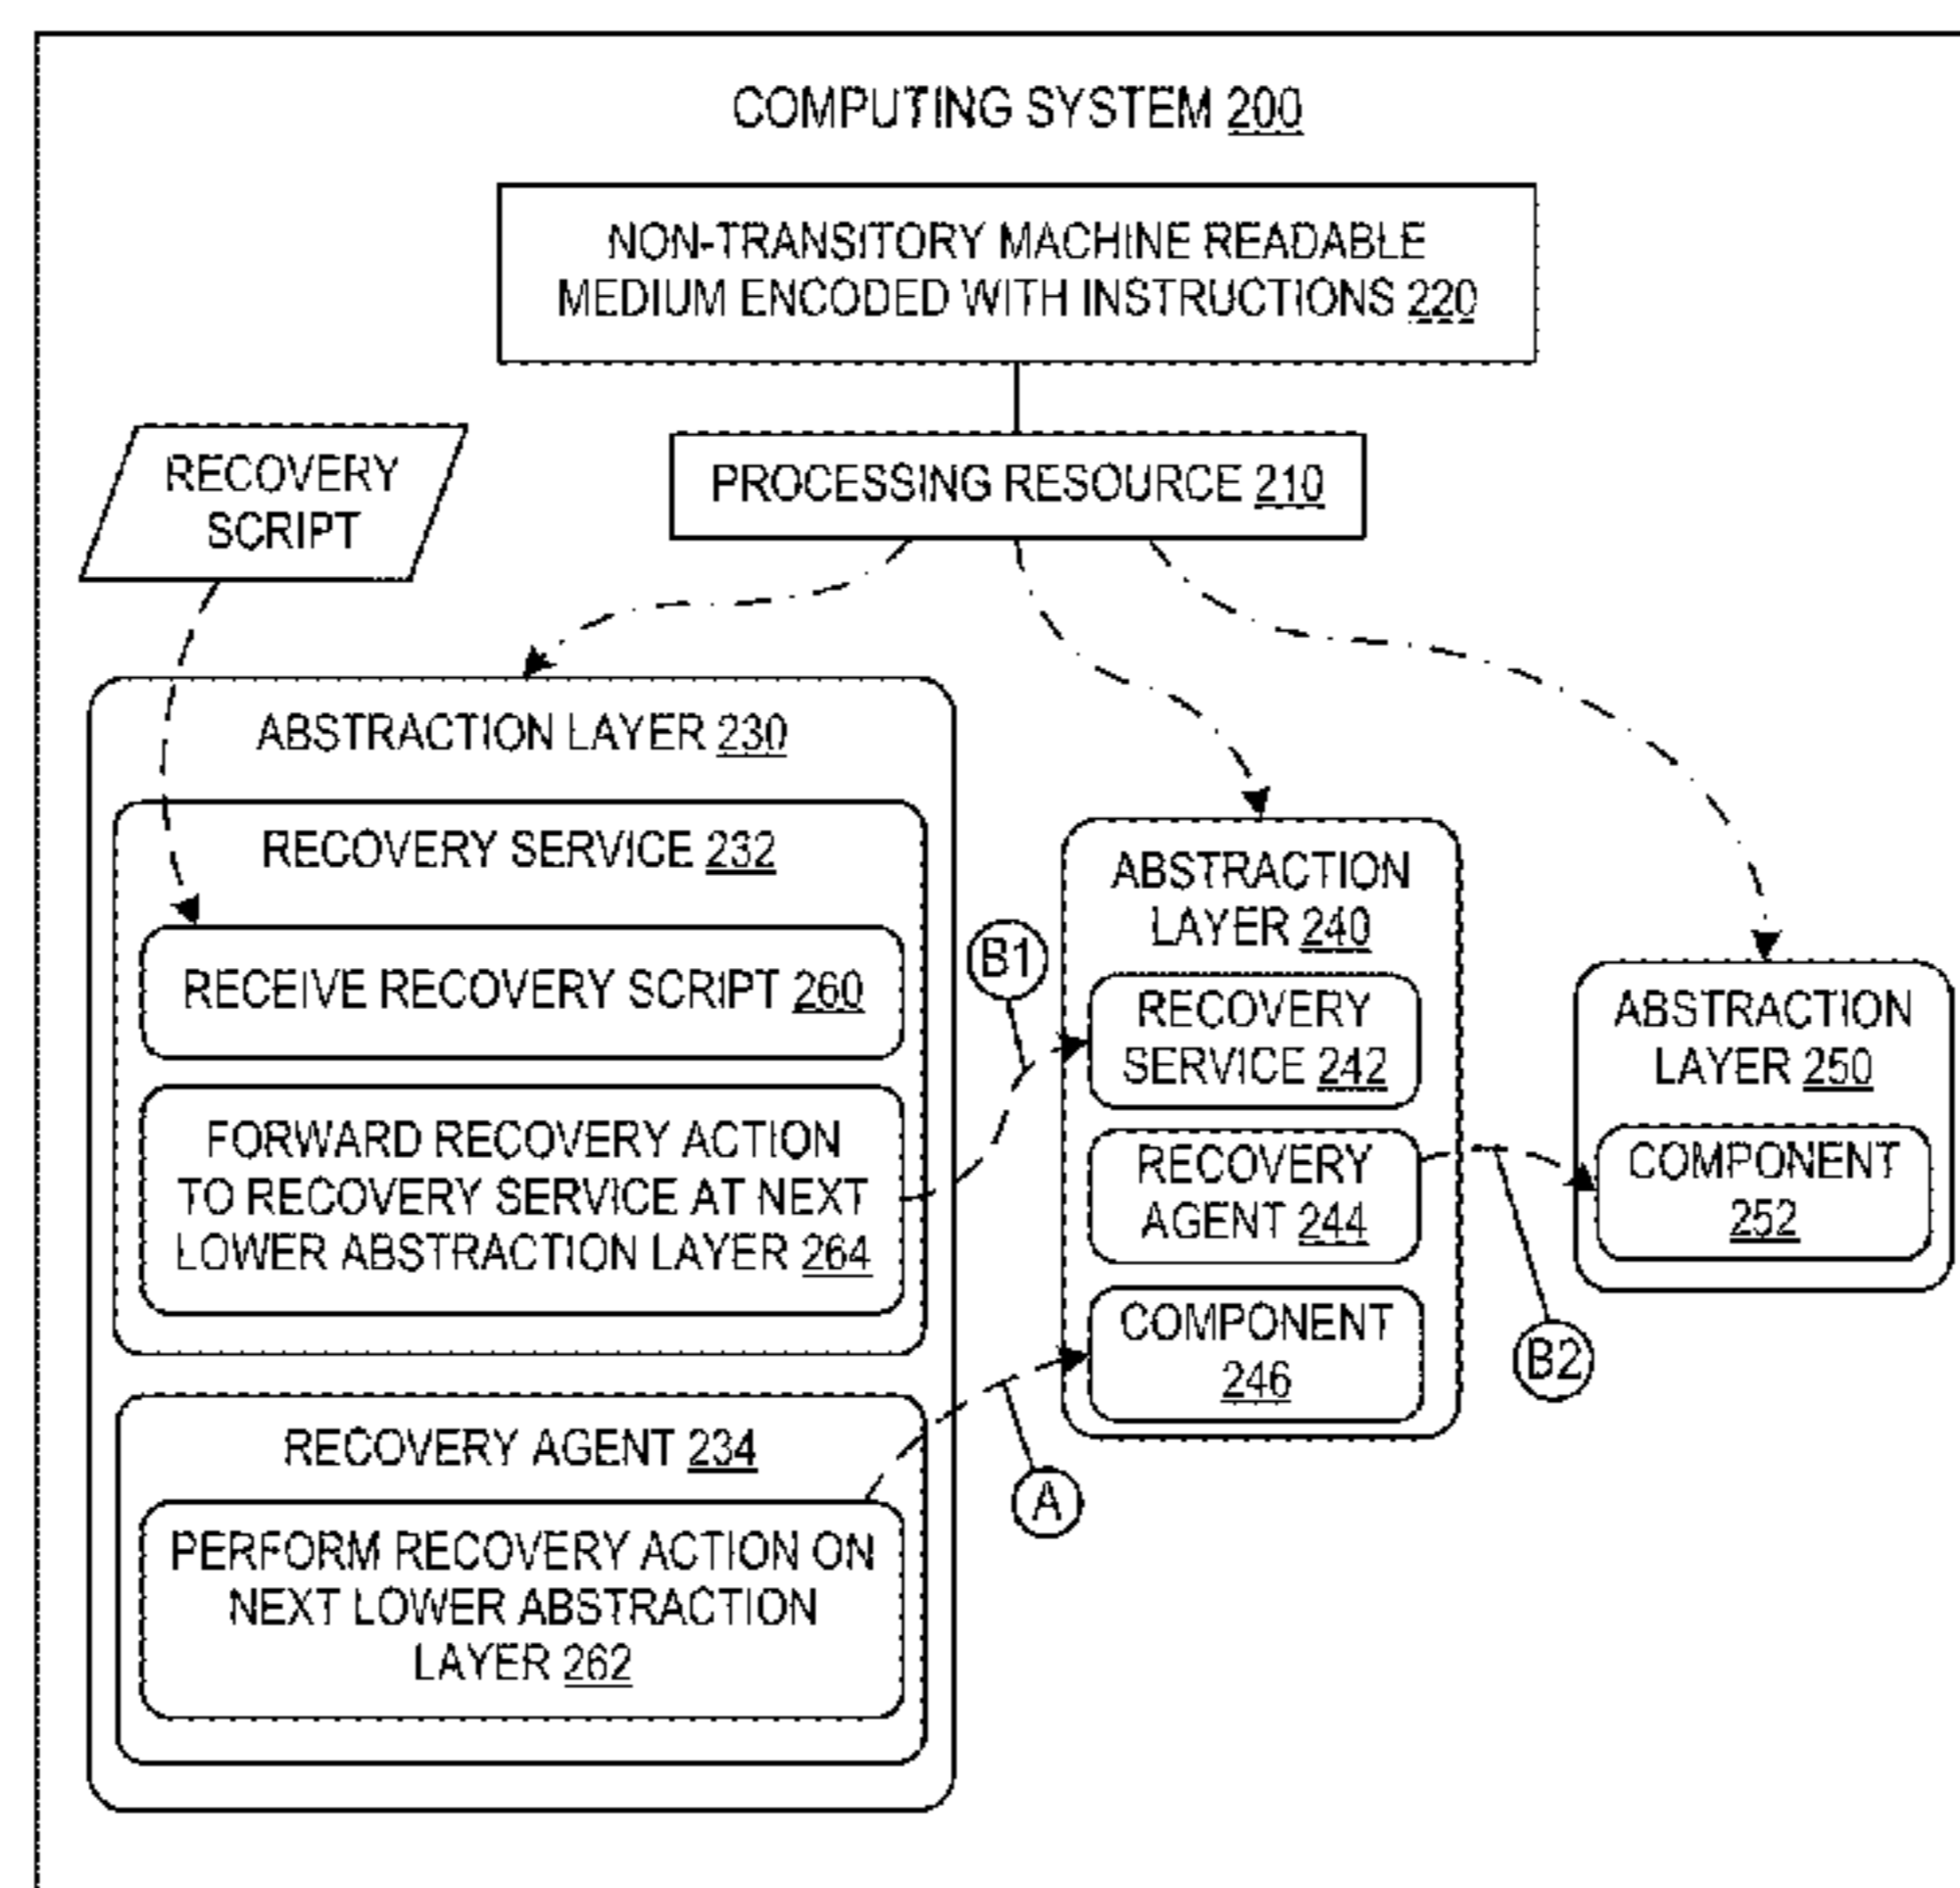 COMPUTING SYSTEM 200
NON-TRANSITORY MACHINE READABLE
MEDIUM ENCODED WITH INSTRUCTIONS 220
RECOVERY
SCRIPT
PROCESSING RESOURCE 210
ABSTRACTION LAYER 230
RECOVERY SERVICE 232
RECEIVE RECOVERY SCRIPT 260
FORWARD RECOVERY ACTION
TO RECOVERY SERVICE AT NEXT
LOWER ABSTRACTION LAYER 264
RECOVERY AGENT 234
PERFORM RECOVERY ACTION ON
NEXT LOWER ABSTRACTION
LAYER 262
B1
A
ABSTRACTION
LAYER 240
RECOVERY
SERVICE 242
RECOVERY
AGENT 244
COMPONENT
246
B2
ABSTRACTION
LAYER 250
COMPONENT
252